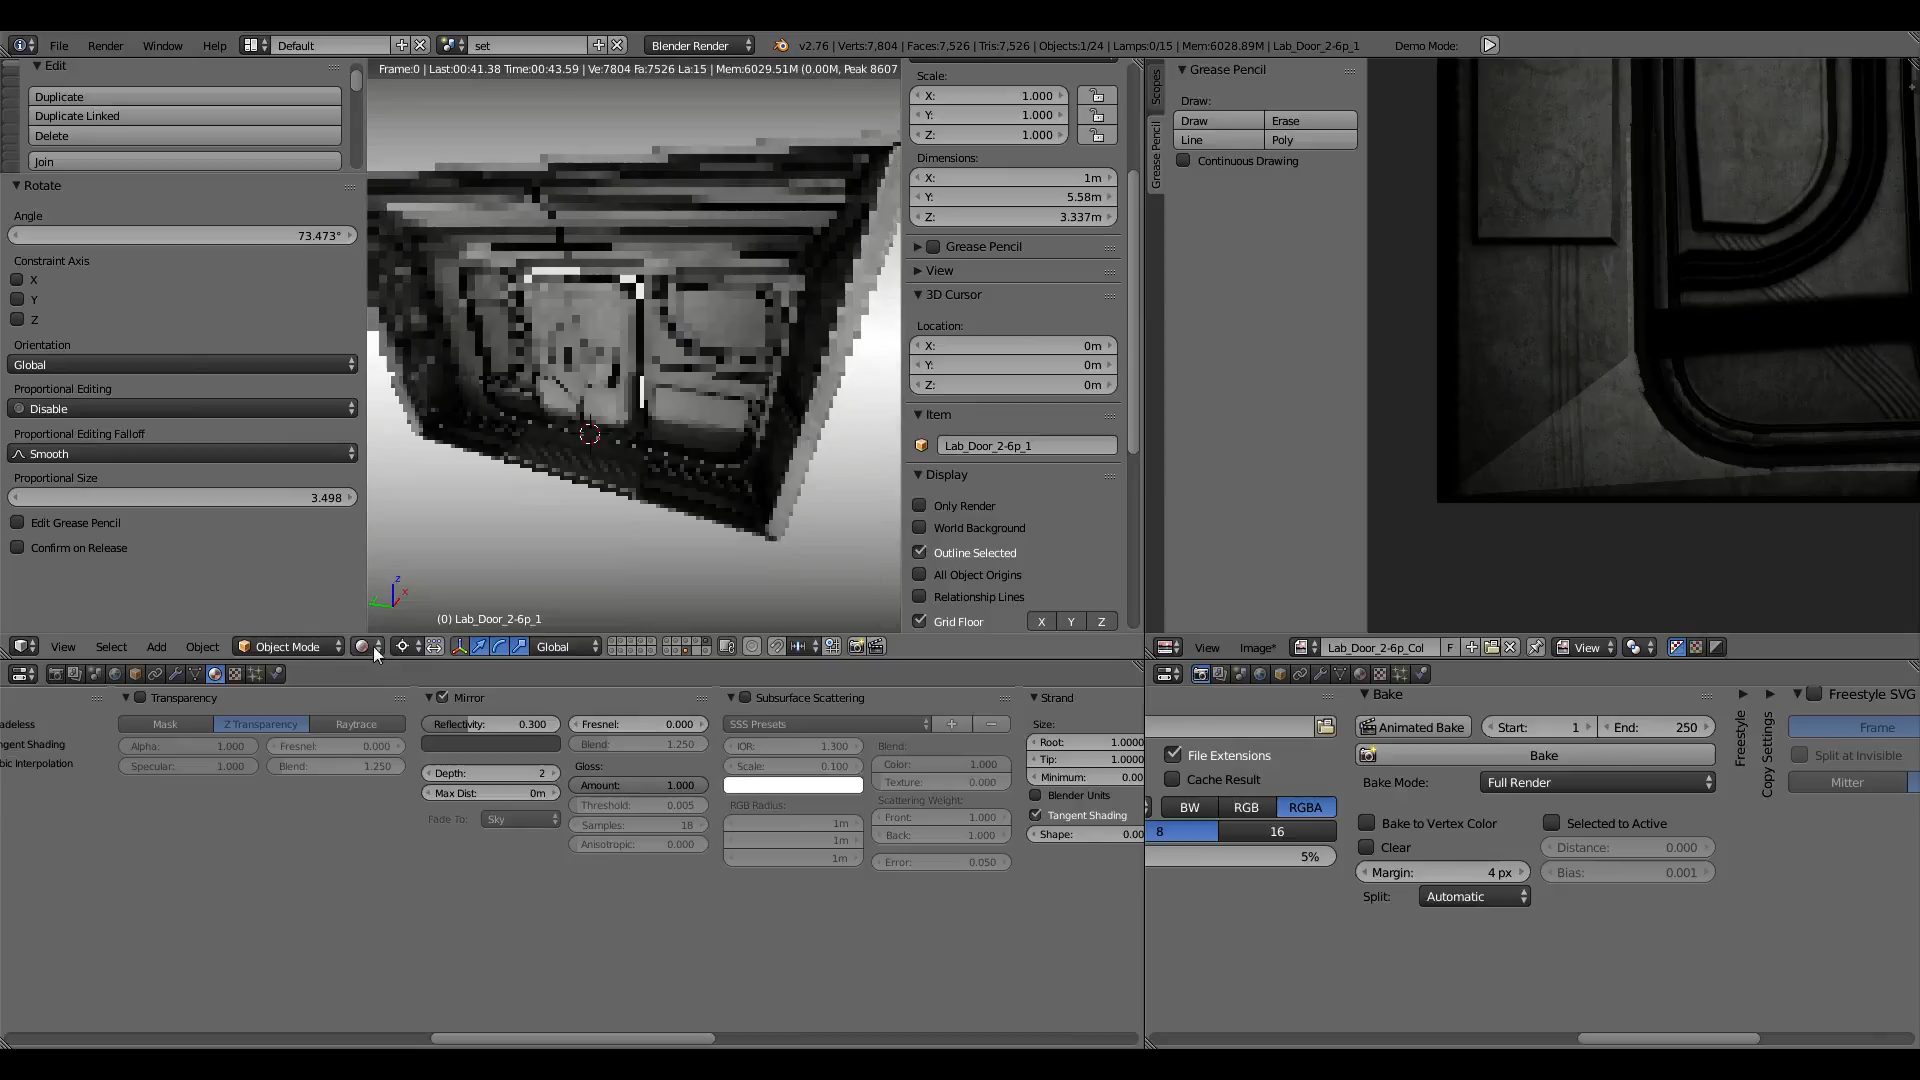 File Render Window Help Default set Blender Render v2.76 | Verts:7,804 | Faces:7,526 | Tris:7,526 | Objects:1/24 | Lamps:0/15 | Mem:6028.89M | Lab_Door_2-6p_1 Demo Mode:
Edit
Duplicate
Duplicate Linked
Delete
Join
Rotate
Angle
73.473°
Constraint Axis
X
Y
Z
Orientation
Global
Proportional Editing
Disable
Proportional Editing Falloff
Smooth
Proportional Size
3.498
Edit Grease Pencil
Confirm on Release
Frame:0 | Last:00:41.38 Time:00:43.59 | Ve:7804 Fa:7526 La:15 | Mem:6029.51M (0.00M, Peak 8607
z
x
(0) Lab_Door_2-6p_1
Scale:
X: 1.000
Y: 1.000
Z: 1.000
Dimensions:
X: 1m
Y: 5.58m
Z: 3.337m
Grease Pencil
View
3D Cursor
Location:
X: 0m
Y: 0m
Z: 0m
Item
Lab_Door_2-6p_1
Display
Only Render
World Background
Outline Selected
All Object Origins
Relationship Lines
Grid Floor X Y Z
Scopes
Grease Pencil
Grease Pencil
Draw:
Draw Erase
Line Poly
Continuous Drawing
View Select Add Object Object Mode Global
View Image* Lab_Door_2-6p_Col F View
adeless
ngent Shading
bic Interpolation
Transparency
Mask Z Transparency Raytrace
Alpha: 1.000 Fresnel: 0.000
Specular: 1.000 Blend: 1.250
Mirror
Reflectivity: 0.300 Fresnel: 0.000
Blend: 1.250
Gloss:
Depth: 2 Amount: 1.000
Max Dist: 0m Threshold: 0.005
Fade To: Sky Samples: 18
Anisotropic: 0.000
Subsurface Scattering
SSS Presets
IOR: 1.300 Blend:
Scale: 0.100 Color: 1.000
Texture: 0.000
RGB Radius: Scattering Weight:
1m Front: 1.000
1m Back: 1.000
1m Error: 0.050
Strand
Size:
Root: 1.0000
Tip: 1.0000
Minimum: 0.00
Blender Units
Tangent Shading
Shape: 0.00
File Extensions
Cache Result
BW RGB RGBA
8 16
5%
Bake
Animated Bake Start: 1 End: 250
Bake
Bake Mode: Full Render
Bake to Vertex Color Selected to Active
Clear Distance: 0.000
Margin: 4 px Bias: 0.001
Split: Automatic
Freestyle
Copy Settings
Freestyle SVG
Frame
Split at Invisible
Mitter